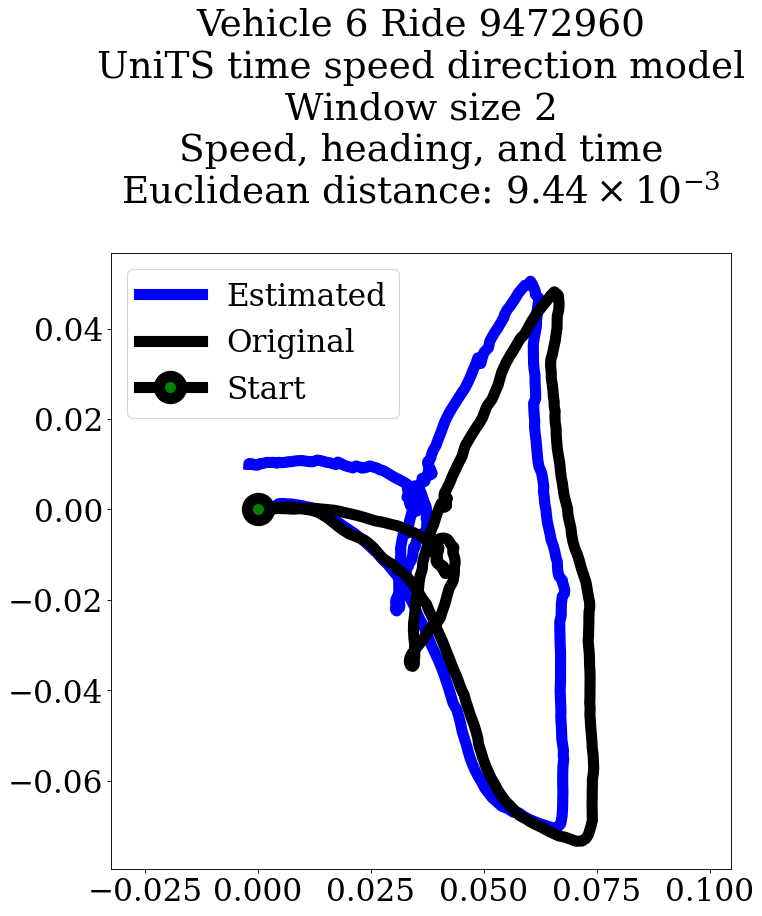 Vehicle 6 Ride 9472960
UniTS time speed direction model
Window size 2
Speed, heading, and time
Euclidean distance: 9.44 × 10⁻³
Estimated
Original
Start
0.04
0.02
0.00
−0.02
−0.04
−0.06
−0.025 0.000 0.025 0.050 0.075 0.100